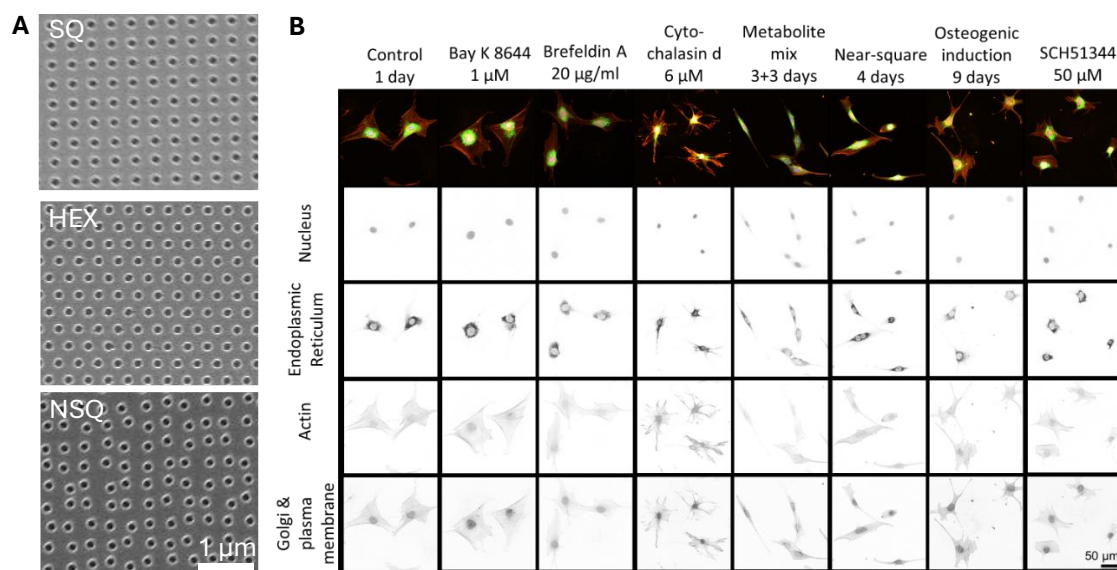 A
SQ
HEX
NSQ
1 µm
B
Control
1 day
Bay K 8644
1 µM
Brefeldin A
20 µg/ml
Cyto-
chalasin d
6 µM
Metabolite
mix
3+3 days
Near-square
4 days
Osteogenic
induction
9 days
SCH51344
50 µM
Nucleus
Endoplasmic
Reticulum
Actin
Golgi &
plasma
membrane
50 µm